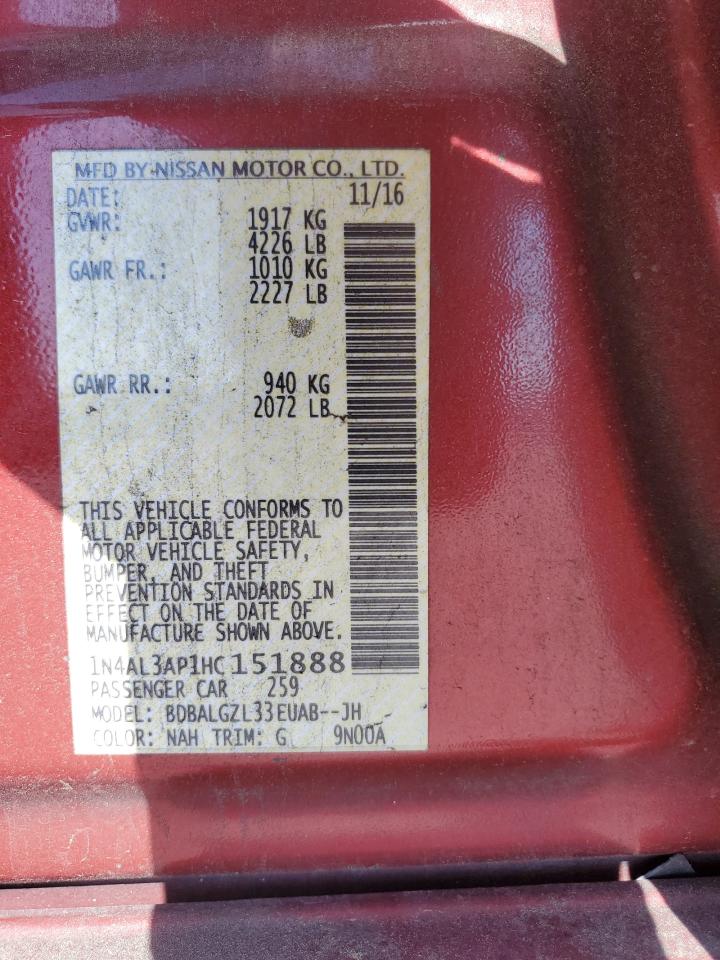 MFD BY NISSAN MOTOR CO., LTD.
DATE: 11/16
GVWR: 1917 KG
4226 LB
GAWR FR.: 1010 KG
2227 LB
GAWR RR.: 940 KG
2072 LB
THIS VEHICLE CONFORMS TO
ALL APPLICABLE FEDERAL
MOTOR VEHICLE SAFETY,
BUMPER, AND THEFT
PREVENTION STANDARDS IN
EFFECT ON THE DATE OF
MANUFACTURE SHOWN ABOVE.
1N4AL3AP1HC151888
PASSENGER CAR 259
MODEL: BDBALGZL33EUAB--JH
COLOR: NAH TRIM: G 9N00A